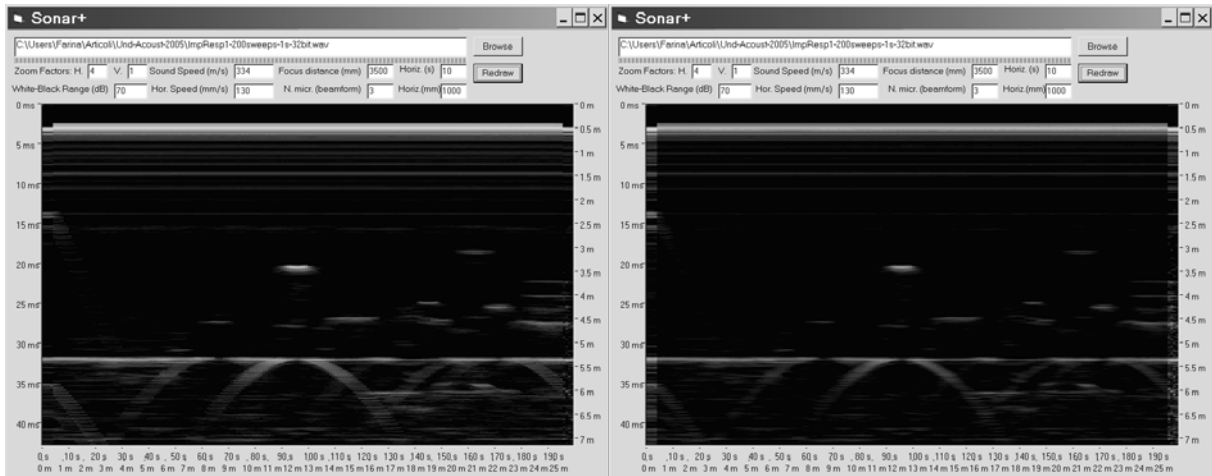 Sonar+
C:\Users\Farina\Articoli\Und-Acoust-2005\ImpResp1-200sweeps-1s-32bit.wav Browse
Zoom Factors: H. 4 V. 1 Sound Speed (m/s) 334 Focus distance (mm) 3500 Horiz. (s) 10 Redraw
White-Black Range (dB) 70 Hor. Speed (mm/s) 130 N. micr. (beamform) 3 Horiz.(mm) 1000
0 ms 0 m
0.5 m
5 ms
1 m
1.5 m
10 ms
2 m
15 ms 2.5 m
3 m
20 ms
3.5 m
25 ms 4 m
4.5 m
30 ms
5 m
5.5 m
35 ms
6 m
6.5 m
40 ms
7 m
0 s 10 s 20 s 30 s 40 s 50 s 60 s 70 s 80 s 90 s 100 s 110 s 120 s 130 s 140 s 150 s 160 s 170 s 180 s 190 s
0 m 1 m 2 m 3 m 4 m 5 m 6 m 7 m 8 m 9 m 10 m 11 m 12 m 13 m 14 m 15 m 16 m 17 m 18 m 19 m 20 m 21 m 22 m 23 m 24 m 25 m
Sonar+
C:\Users\Farina\Articoli\Und-Acoust-2005\ImpResp1-200sweeps-1s-32bit.wav Browse
Zoom Factors: H. 4 V. 1 Sound Speed (m/s) 334 Focus distance (mm) 3500 Horiz. (s) 10 Redraw
White-Black Range (dB) 70 Hor. Speed (mm/s) 130 N. micr. (beamform) 3 Horiz.(mm) 1000
0 ms 0 m
0.5 m
5 ms
1 m
1.5 m
10 ms
2 m
15 ms 2.5 m
3 m
20 ms
3.5 m
25 ms 4 m
4.5 m
30 ms
5 m
5.5 m
35 ms
6 m
6.5 m
40 ms
7 m
0 s 10 s 20 s 30 s 40 s 50 s 60 s 70 s 80 s 90 s 100 s 110 s 120 s 130 s 140 s 150 s 160 s 170 s 180 s 190 s
0 m 1 m 2 m 3 m 4 m 5 m 6 m 7 m 8 m 9 m 10 m 11 m 12 m 13 m 14 m 15 m 16 m 17 m 18 m 19 m 20 m 21 m 22 m 23 m 24 m 25 m